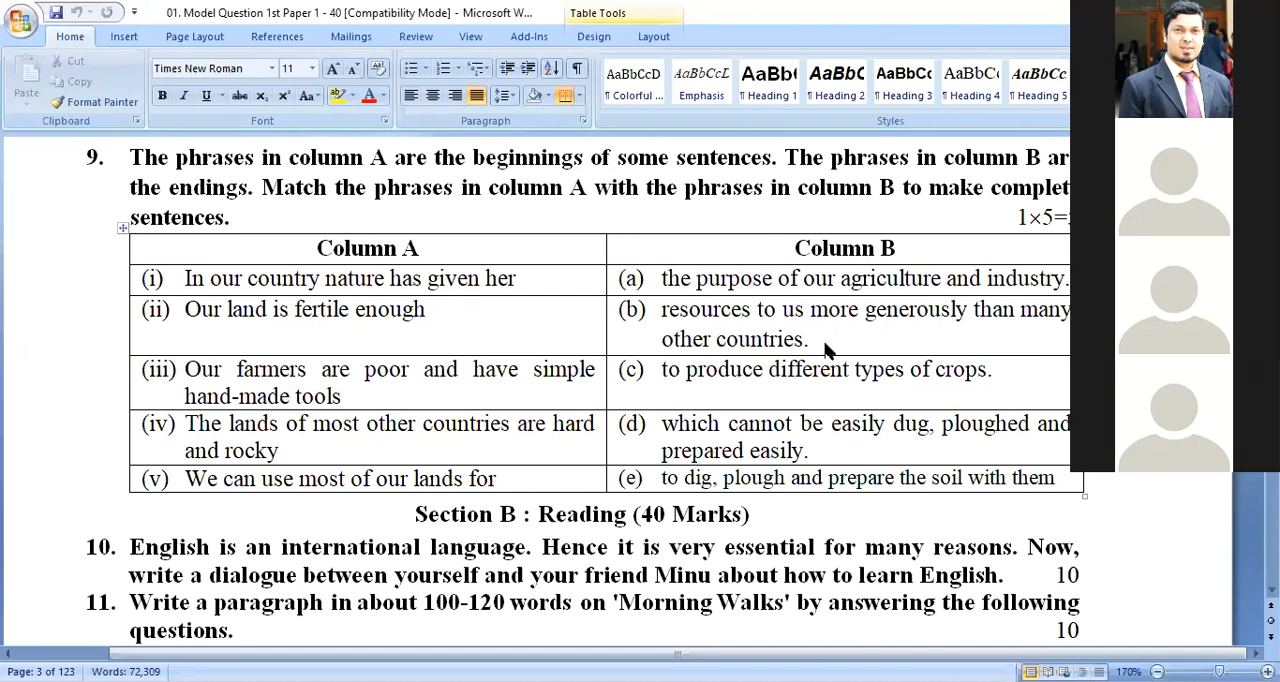 01. Model Question 1st Paper 1 - 40 [Compatibility Mode] - Microsoft W...
Table Tools
Home Insert Page Layout References Mailings Review View Add-Ins Design Layout
Cut
Copy
Paste
Format Painter
Clipboard
Times New Roman 11
Font
Paragraph
AaBbCcD AaBbCcL AaBb( AaBbC AaBbCc AaBbCc AaBbCc
¶ Colorful ... Emphasis ¶ Heading 1 ¶ Heading 2 ¶ Heading 3 ¶ Heading 4 ¶ Heading 5
Styles
9. The phrases in column A are the beginnings of some sentences. The phrases in column B ar
the endings. Match the phrases in column A with the phrases in column B to make complet
sentences. 1×5=
Column A Column B
(i) In our country nature has given her (a) the purpose of our agriculture and industry.
(ii) Our land is fertile enough (b) resources to us more generously than many
other countries.
(iii) Our farmers are poor and have simple (c) to produce different types of crops.
hand-made tools
(iv) The lands of most other countries are hard (d) which cannot be easily dug, ploughed and
and rocky prepared easily.
(v) We can use most of our lands for (e) to dig, plough and prepare the soil with them
Section B : Reading (40 Marks)
10. English is an international language. Hence it is very essential for many reasons. Now,
write a dialogue between yourself and your friend Minu about how to learn English. 10
11. Write a paragraph in about 100-120 words on 'Morning Walks' by answering the following
questions. 10
Page: 3 of 123 Words: 72,309 170%